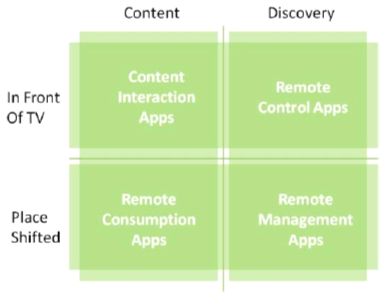 Content
Discovery
In Front
Of TV
Content
Interaction
Apps
Remote
Control Apps
Place
Shifted
Remote
Consumption
Apps
Remote
Management
Apps